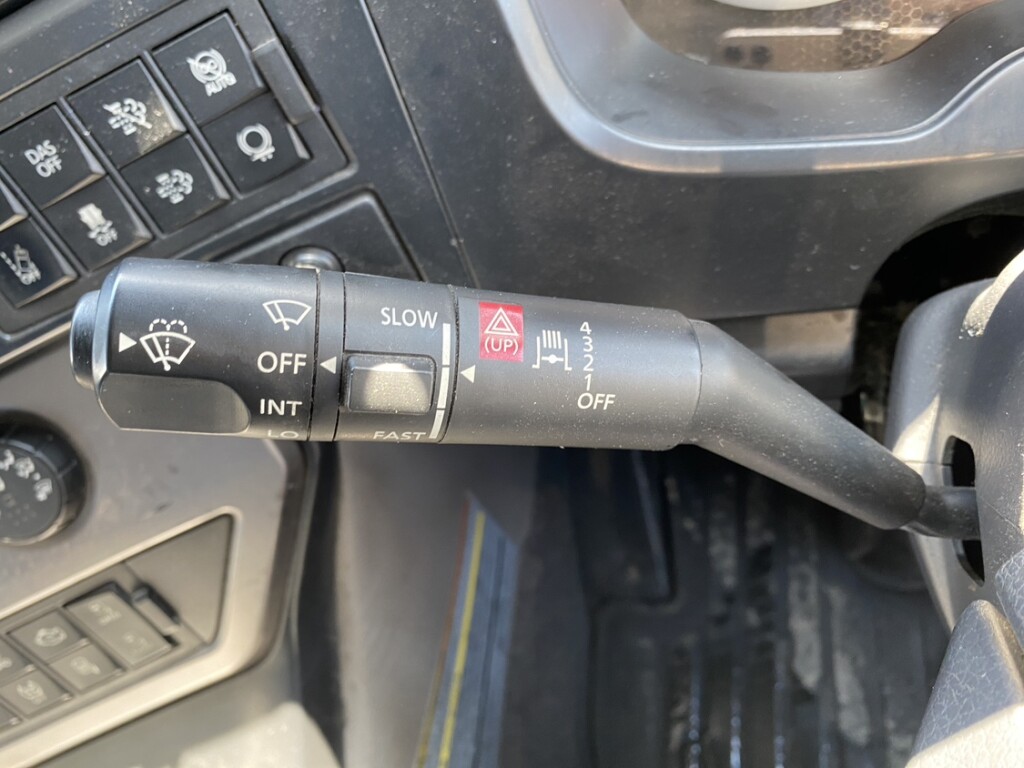 AUTO
DAS
OFF
OFF
SLOW
OFF
INT
LO
FAST
(UP)
4
3
2
1
OFF